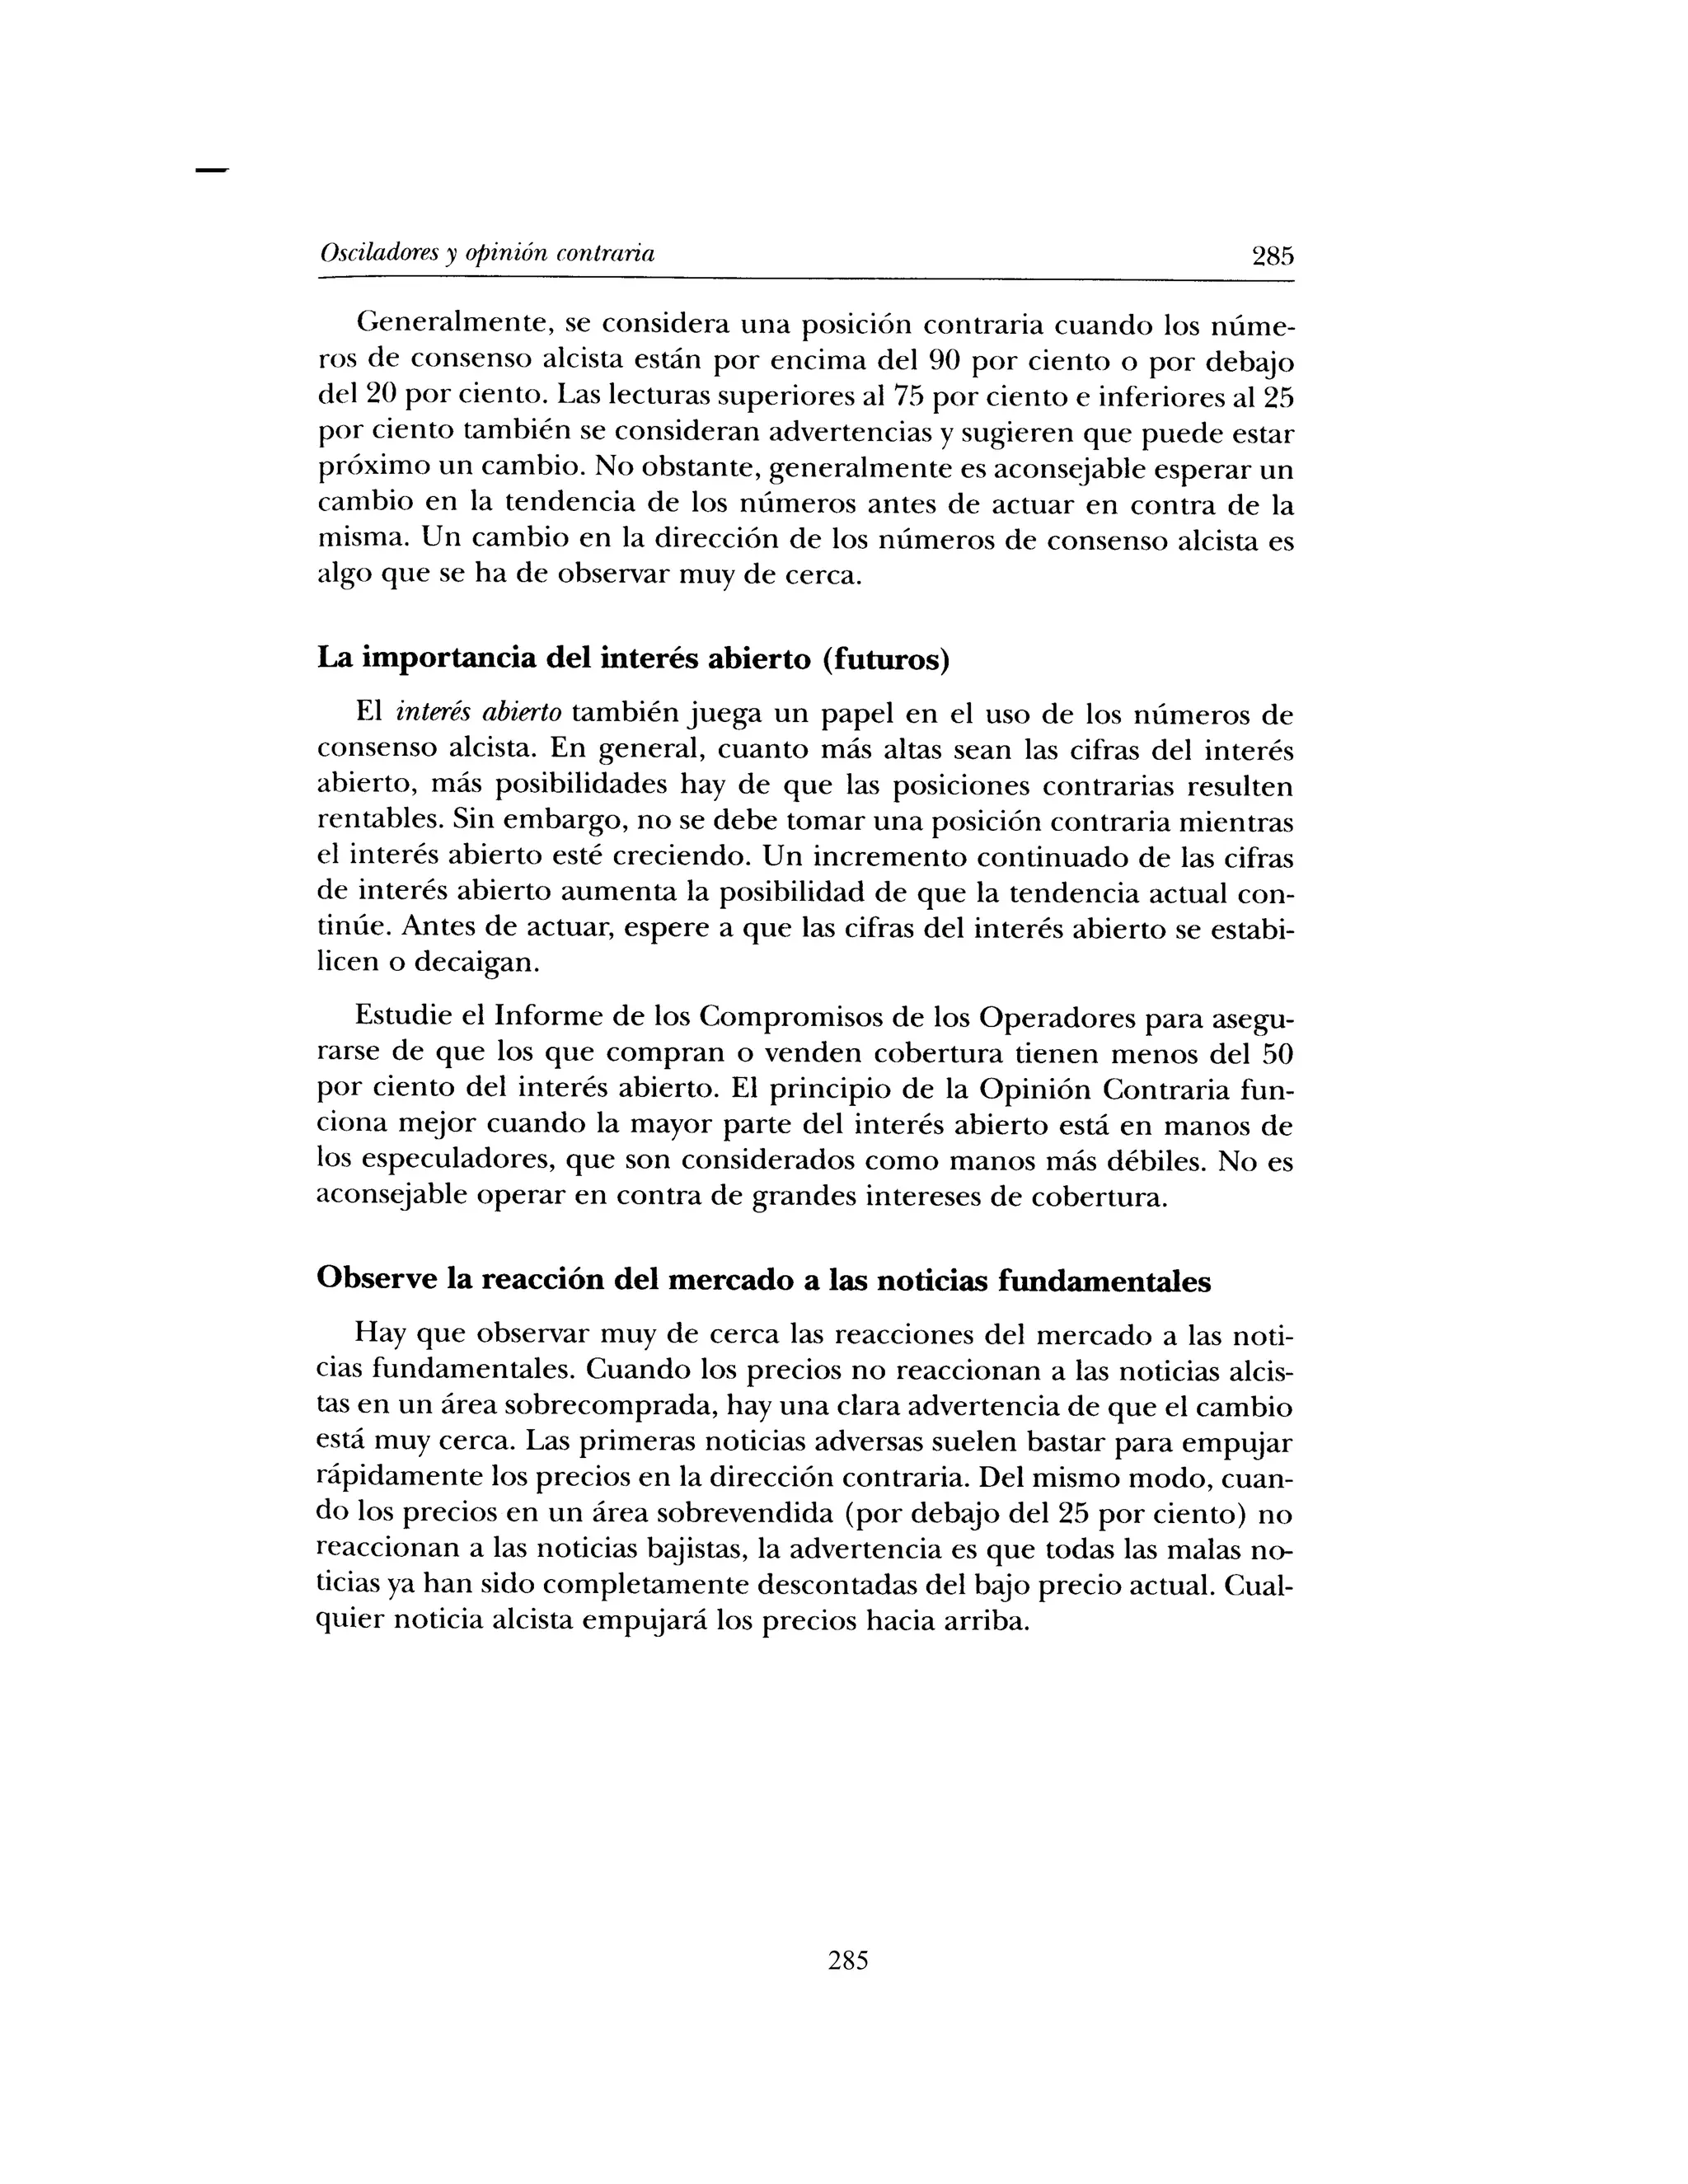 Osciladores y opinión contraria 285
Generalmente, se considera una posición contraria cuando los núme-
ros de consenso alcista están por encima del 90 por ciento o por debajo
del 20 por ciento. Las lecturas superiores al 75 por ciento e inferiores al 25
por ciento también se consideran advertencias y sugieren que puede estar
próximo un cambio. No obstante, generalmente es aconsejable esperar un
cambio en la tendencia de los números antes de actuar en contra de la
misma. Un cambio en la dirección de los números de consenso alcista es
algo que se ha de observar muy de cerca.
La importancia del interés abierto (futuros)
El interés abierto también juega un papel en el uso de los números de
consenso alcista. En general, cuanto más altas sean las cifras del interés
abierto, más posibilidades hay de que las posiciones contrarias resulten
rentables. Sin embargo, no se debe tomar una posición contraria mientras
el interés abierto esté creciendo. Un incremento continuado de las cifras
de interés abierto aumenta la posibilidad de que la tendencia actual con-
tinúe. Antes de actuar, espere a que las cifras del interés abierto se estabi-
licen o decaigan.
Estudie el Informe de los Compromisos de los Operadores para asegu-
rarse de que los que compran o venden cobertura tienen menos del 50
por ciento del interés abierto. El principio de la Opinión Contraria fun-
ciona mejor cuando la mayor parte del interés abierto está en manos de
los especuladores, que son considerados como manos más débiles. No es
aconsejable operar en contra de grandes intereses de cobertura.
Observe la reacción del mercado a las noticias fundamentales
Hay que observar muy de cerca las reacciones del mercado a las noti-
cias fundamentales. Cuando los precios no reaccionan a las noticias alcis-
tas en un área sobrecomprada, hay una clara advertencia de que el cambio
está muy cerca. Las primeras noticias adversas suelen bastar para empujar
rápidamente los precios en la dirección contraria. Del mismo modo, cuan-
do los precios en un área sobrevendida (por debajo del 25 por ciento) no
reaccionan a las noticias bajistas, la advertencia es que todas las malas no-
ticias ya han sido completamente descontadas del bajo precio actual. Cual-
quier noticia alcista empujará los precios hacia arriba.
285